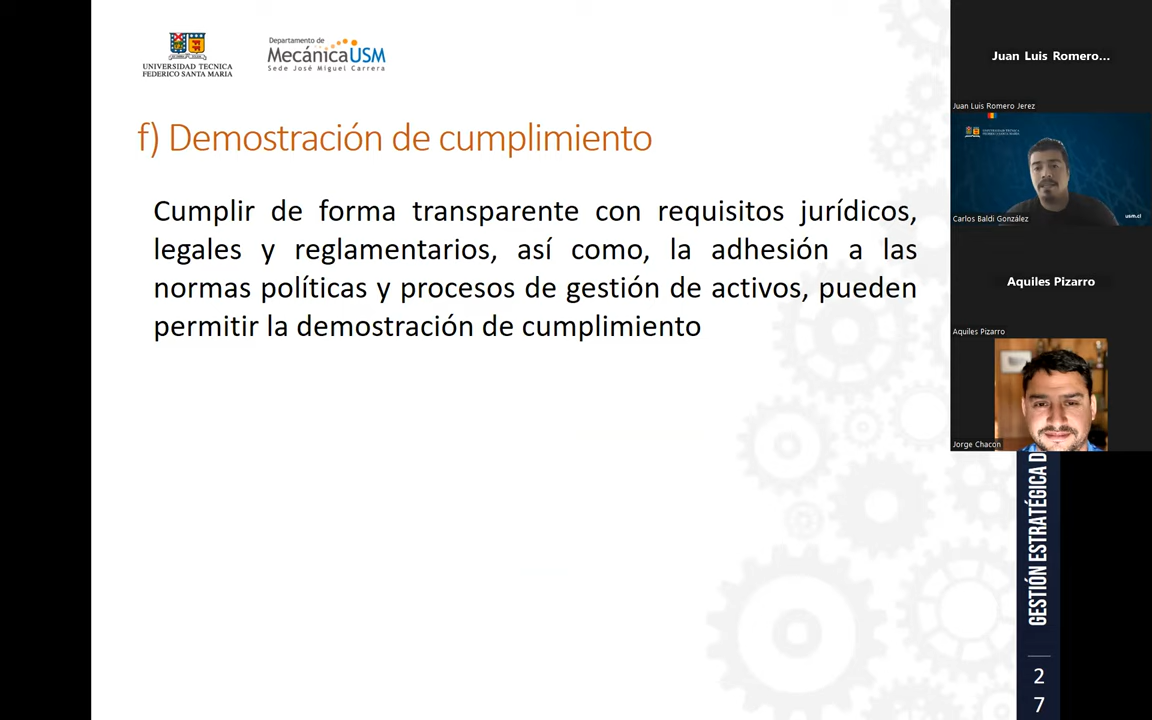 UNIVERSIDAD TECNICA
FEDERICO SANTA MARIA
Departamento de
MecánicaUSM
Sede José Miguel Carrera
f) Demostración de cumplimiento
Cumplir de forma transparente con requisitos jurídicos,
legales y reglamentarios, así como, la adhesión a las
normas políticas y procesos de gestión de activos, pueden
permitir la demostración de cumplimiento
Juan Luis Romero...
Juan Luis Romero Jerez
usm.cl
Carlos Baldi González
Aquiles Pizarro
Aquiles Pizarro
Jorge Chacon
GESTIÓN ESTRATÉGICA D
2
7